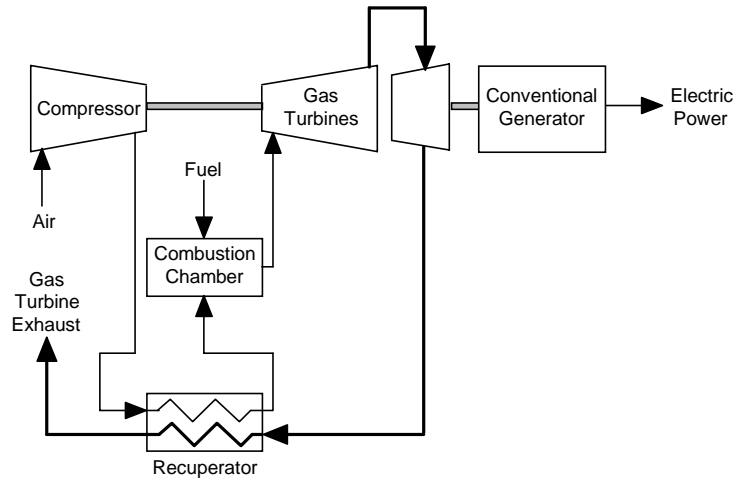 Compressor
Gas
Turbines
Conventional
Generator
Electric
Power
Air
Fuel
Combustion
Chamber
Gas
Turbine
Exhaust
Recuperator